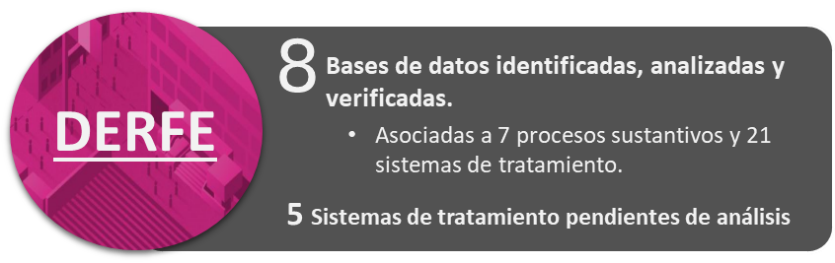 DERFE
8 Bases de datos identificadas, analizadas y
verificadas.
• Asociadas a 7 procesos sustantivos y 21
sistemas de tratamiento.
5 Sistemas de tratamiento pendientes de análisis